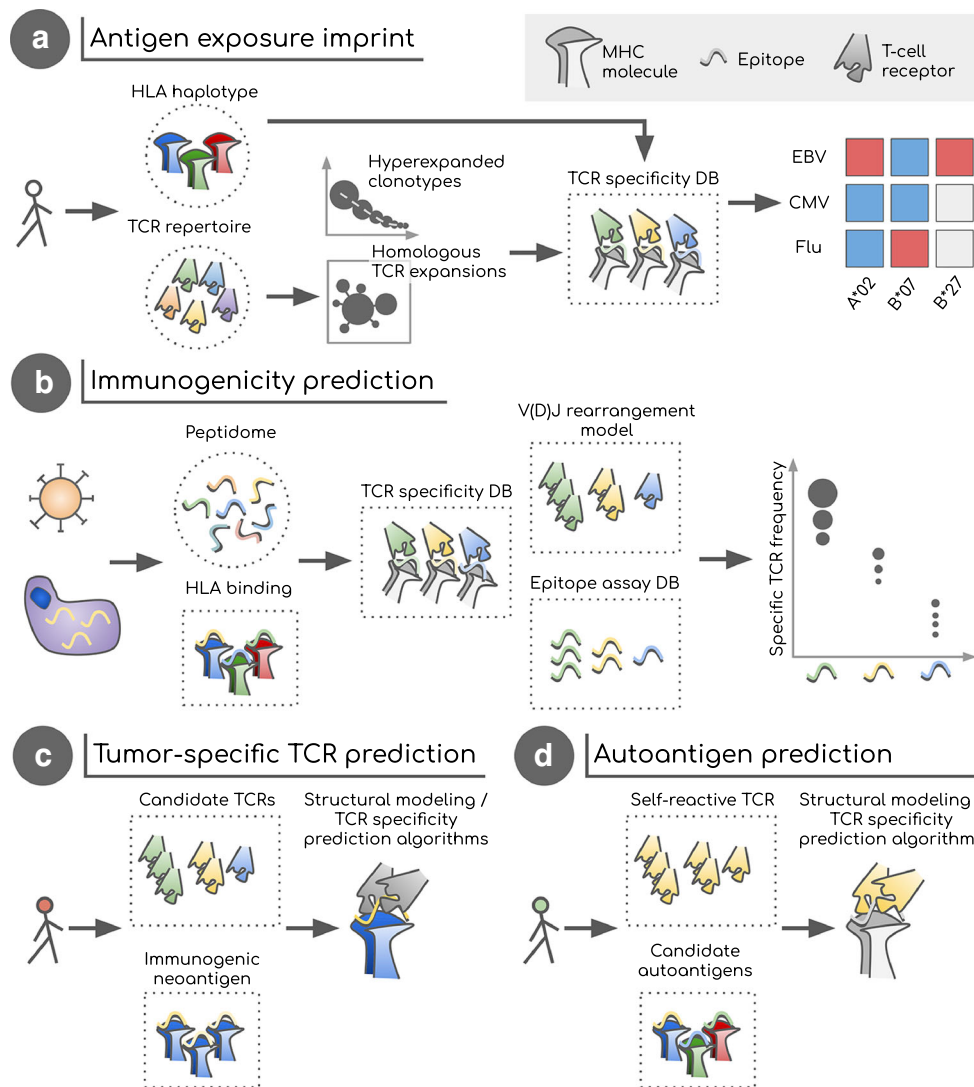 a
Antigen exposure imprint
MHC
molecule
Epitope
T-cell
receptor
HLA haplotype
TCR repertoire
Hyperexpanded
clonotypes
Homologous
TCR expansions
TCR specificity DB
EBV
CMV
Flu
A*02
B*07
B*27
b
Immunogenicity prediction
Peptidome
HLA binding
TCR specificity DB
V(D)J rearrangement
model
Epitope assay DB
Specific TCR frequency
c
Tumor-specific TCR prediction
Candidate TCRs
Immunogenic
neoantigen
Structural modeling /
TCR specificity
prediction algorithms
d
Autoantigen prediction
Self-reactive TCR
Candidate
autoantigens
Structural modeling
TCR specificity
prediction algorithm